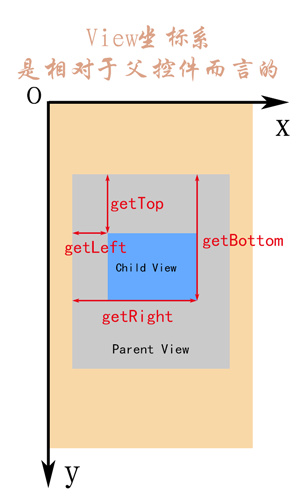 View坐标系
是相对于父控件而言的
O
X
getTop
getLeft
getBottom
Child View
getRight
Parent View
y